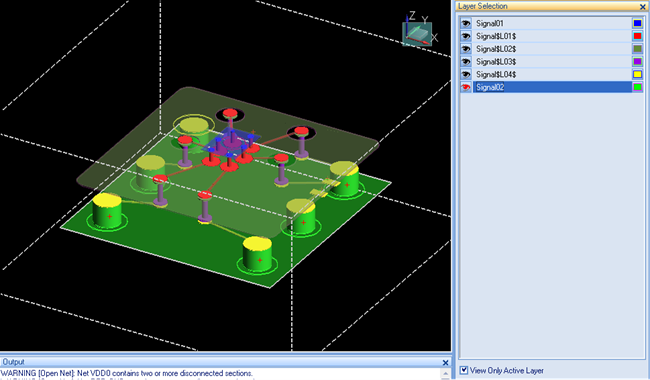 Z
Y
X
Layer Selection
Signal01
Signal$L01$
Signal$L02$
Signal$L03$
Signal$L04$
Signal02
View Only Active Layer
Output
WARNING [Open Net]: Net VDD0 contains two or more disconnected sections.